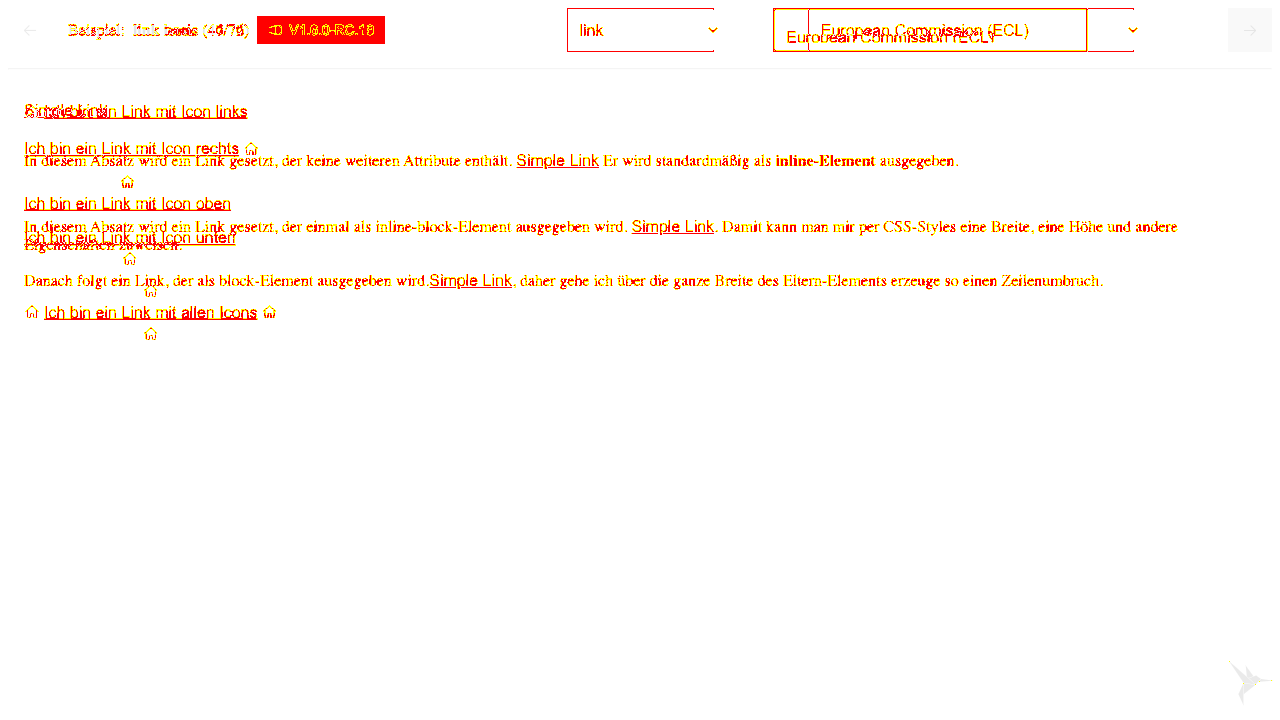 Beispiel: link V1.0.0-RC.10
link
European Commission (ECL)
European Commission (ECL)
Simple Link
Ich bin ein Link mit Icon links
Ich bin ein Link mit Icon rechts
In diesem Absatz wird ein Link gesetzt, der keine weiteren Attribute enthält. Simple Link Er wird standardmäßig als inline-Element ausgegeben.
Ich bin ein Link mit Icon oben
In diesem Absatz wird ein Link gesetzt, der einmal als inline-block-Element ausgegeben wird. Simple Link. Damit kann man mir per CSS-Styles eine Breite, eine Höhe und andere
Ich bin ein Link mit Icon unten
Eigenschaften zuweisen.
Danach folgt ein Link, der als block-Element ausgegeben wird.Simple Link, daher gehe ich über die ganze Breite des Eltern-Elements erzeuge so einen Zeilenumbruch.
Ich bin ein Link mit allen Icons